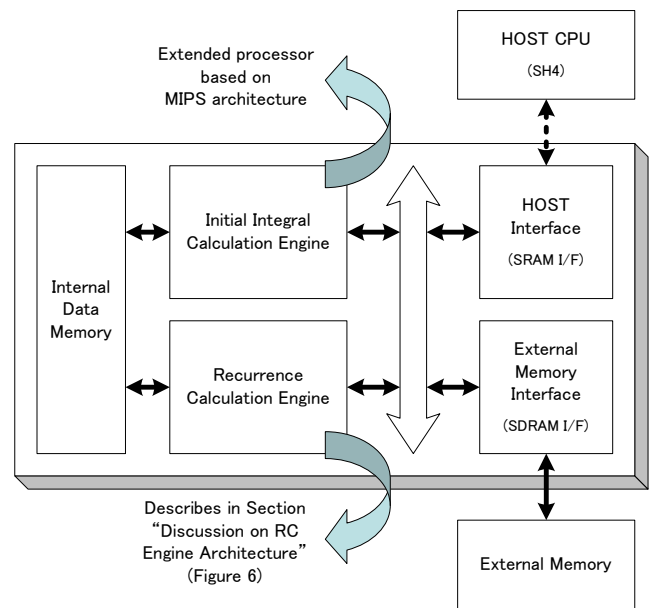 HOST CPU
(SH4)
Extended processor
based on
MIPS architecture
Internal
Data
Memory
Initial Integral
Calculation Engine
HOST
Interface
(SRAM I/F)
Recurrence
Calculation Engine
External
Memory
Interface
(SDRAM I/F)
Describes in Section
“Discussion on RC
Engine Architecture”
(Figure 6)
External Memory